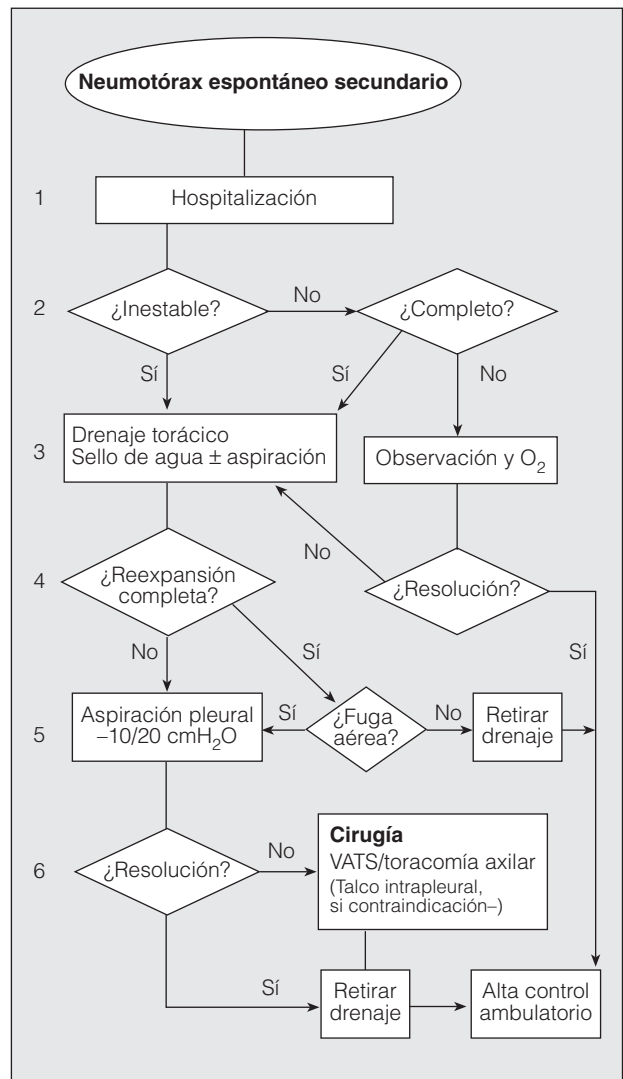 Neumotórax espontáneo secundario
1
Hospitalización
2
¿Inestable?
No
¿Completo?
Sí
Sí
No
3
Drenaje torácico
Sello de agua ± aspiración
Observación y O₂
No
4
¿Reexpansión
completa?
¿Resolución?
No
Sí
Sí
5
Aspiración pleural
–10/20 cmH₂O
Sí
¿Fuga
aérea?
No
Retirar
drenaje
6
¿Resolución?
No
Cirugía
VATS/toracomía axilar
(Talco intrapleural,
si contraindicación–)
Sí
Retirar
drenaje
Alta control
ambulatorio